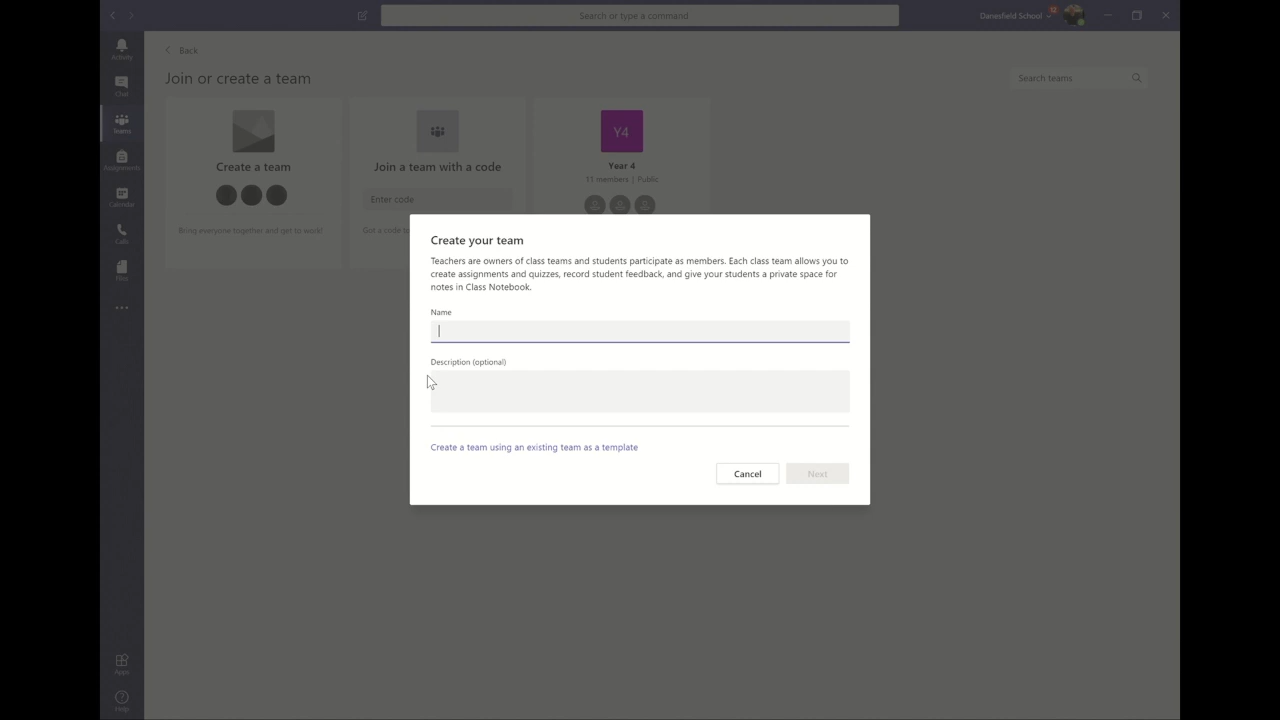 Search or type a command
Danesfield School
Activity
Chat
Teams
Assignments
Calendar
Calls
Files
Apps
Help
Back
Join or create a team
Search teams
Create a team
Bring everyone together and get to work!
Join a team with a code
Enter code
Got a code to
Y4
Year 4
11 members | Public
Create your team
Teachers are owners of class teams and students participate as members. Each class team allows you to
create assignments and quizzes, record student feedback, and give your students a private space for
notes in Class Notebook.
Name
Description (optional)
Create a team using an existing team as a template
Cancel
Next